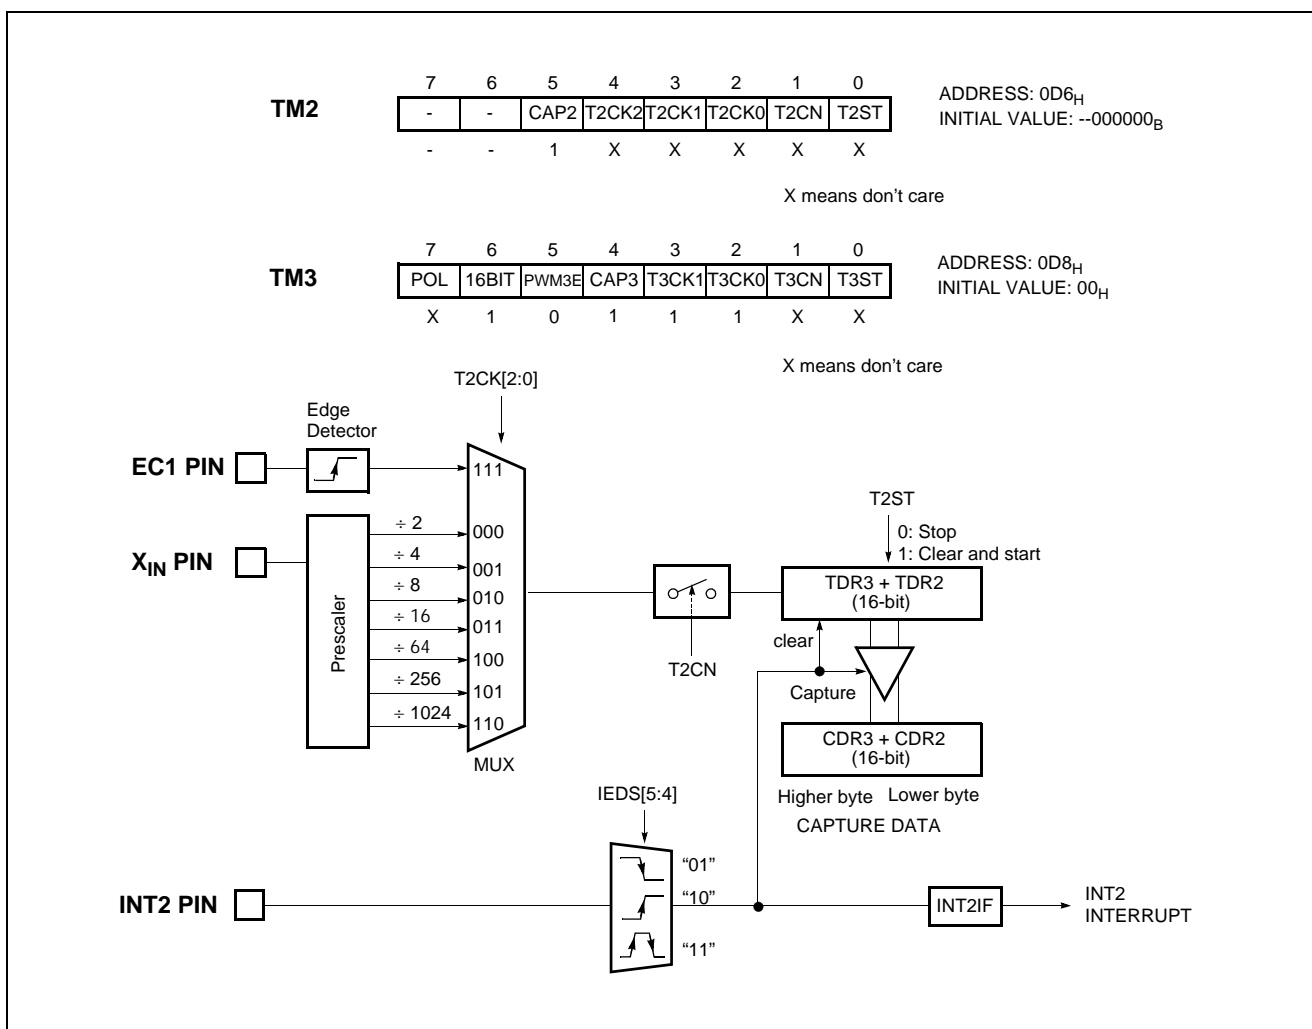 7 6 5 4 3 2 1 0
TM2
- - CAP2 T2CK2 T2CK1 T2CK0 T2CN T2ST
- - 1 X X X X X
ADDRESS: 0D6H
INITIAL VALUE: --000000B
X means don't care
7 6 5 4 3 2 1 0
TM3
POL 16BIT PWM3E CAP3 T3CK1 T3CK0 T3CN T3ST
X 1 0 1 1 1 X X
ADDRESS: 0D8H
INITIAL VALUE: 00H
X means don't care
T2CK[2:0]
Edge
Detector
EC1 PIN
111
XIN PIN
Prescaler
÷ 2
000
÷ 4
001
÷ 8
010
÷ 16
011
÷ 64
100
÷ 256
101
÷ 1024
110
MUX
T2CN
T2ST
0: Stop
1: Clear and start
TDR3 + TDR2
(16-bit)
clear
Capture
CDR3 + CDR2
(16-bit)
Higher byte Lower byte
CAPTURE DATA
IEDS[5:4]
INT2 PIN
“01”
“10”
“11”
INT2IF
INT2
INTERRUPT